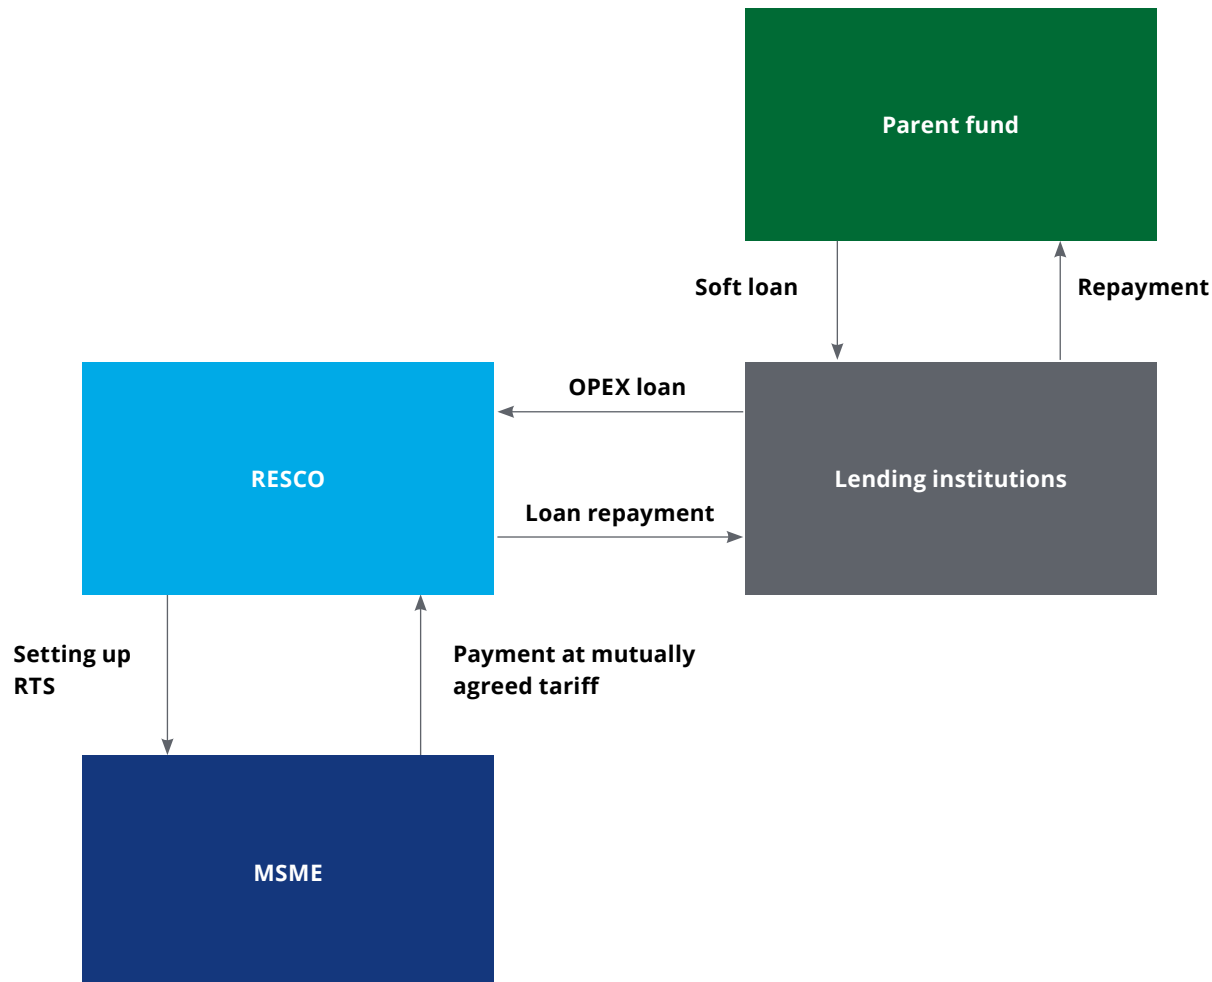 Parent fund
Soft loan
Repayment
OPEX loan
RESCO
Lending institutions
Loan repayment
Setting up
RTS
Payment at mutually
agreed tariff
MSME